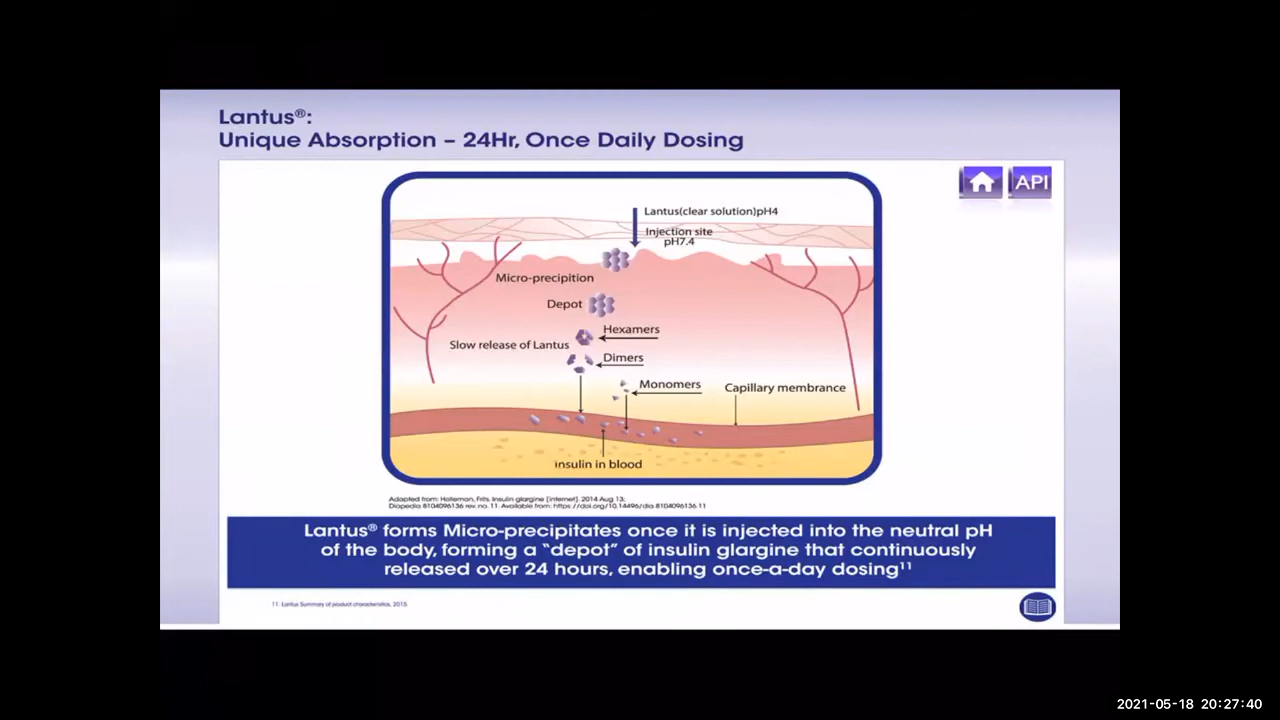 Lantus®:
Unique Absorption – 24Hr, Once Daily Dosing
API
Lantus(clear solution)pH4
Injection site
pH7.4
Micro-precipition
Depot
Hexamers
Slow release of Lantus
Dimers
Monomers
Capillary membrance
insulin in blood
Adapted from: Holleman, Frits. Insulin glargine [internet]. 2014 Aug 13;
Diapedia 8104096136 rev. no. 11. Available from: https://doi.org/10.14496/dia.8104096136.11
Lantus® forms Micro-precipitates once it is injected into the neutral pH
of the body, forming a “depot” of insulin glargine that continuously
released over 24 hours, enabling once-a-day dosing¹¹
11. Lantus Summary of product characteristics, 2015
2021-05-18 20:27:40